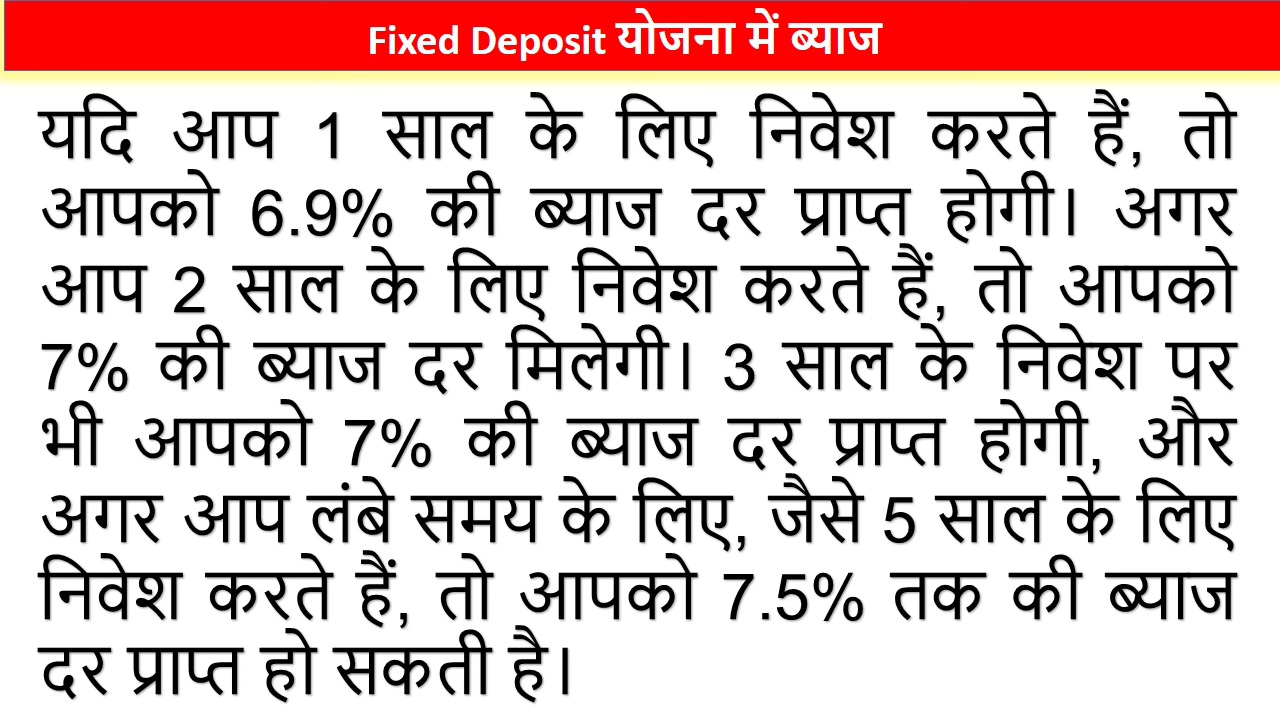 Fixed Deposit योजना में ब्याज
यदि आप 1 साल के लिए निवेश करते हैं, तो
आपको 6.9% की ब्याज दर प्राप्त होगी। अगर
आप 2 साल के लिए निवेश करते हैं, तो आपको
7% की ब्याज दर मिलेगी। 3 साल के निवेश पर
भी आपको 7% की ब्याज दर प्राप्त होगी, और
अगर आप लंबे समय के लिए, जैसे 5 साल के लिए
निवेश करते हैं, तो आपको 7.5% तक की ब्याज
दर प्राप्त हो सकती है।